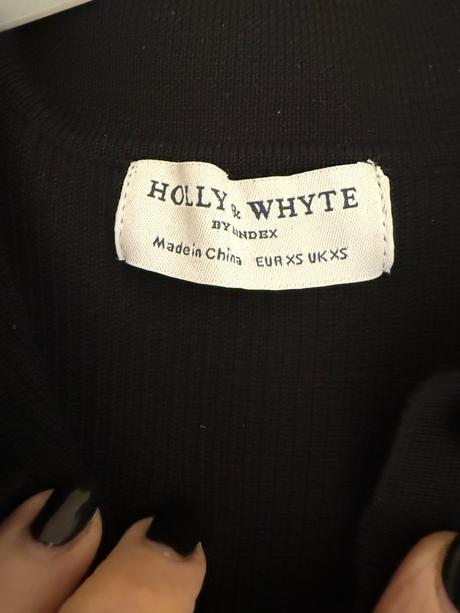 HOLLY & WHYTE
BY LINDEX
Made in China EUR XS UK XS